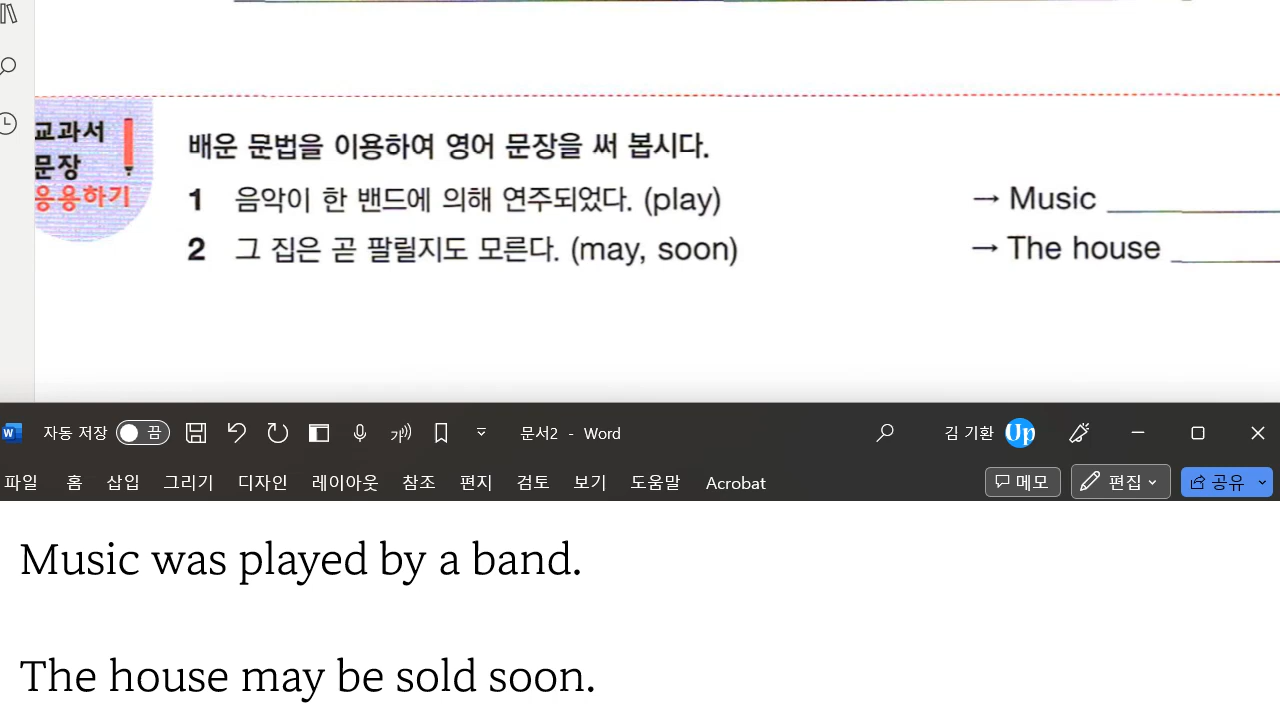 교과서
문장
응용하기
배운 문법을 이용하여 영어 문장을 써 봅시다.
1 음악이 한 밴드에 의해 연주되었다. (play) → Music
2 그 집은 곧 팔릴지도 모른다. (may, soon) → The house
자동 저장 끔 가 문서2 - Word 김 기환 Up
파일 홈 삽입 그리기 디자인 레이아웃 참조 편지 검토 보기 도움말 Acrobat 메모 편집 공유
Music was played by a band.
The house may be sold soon.